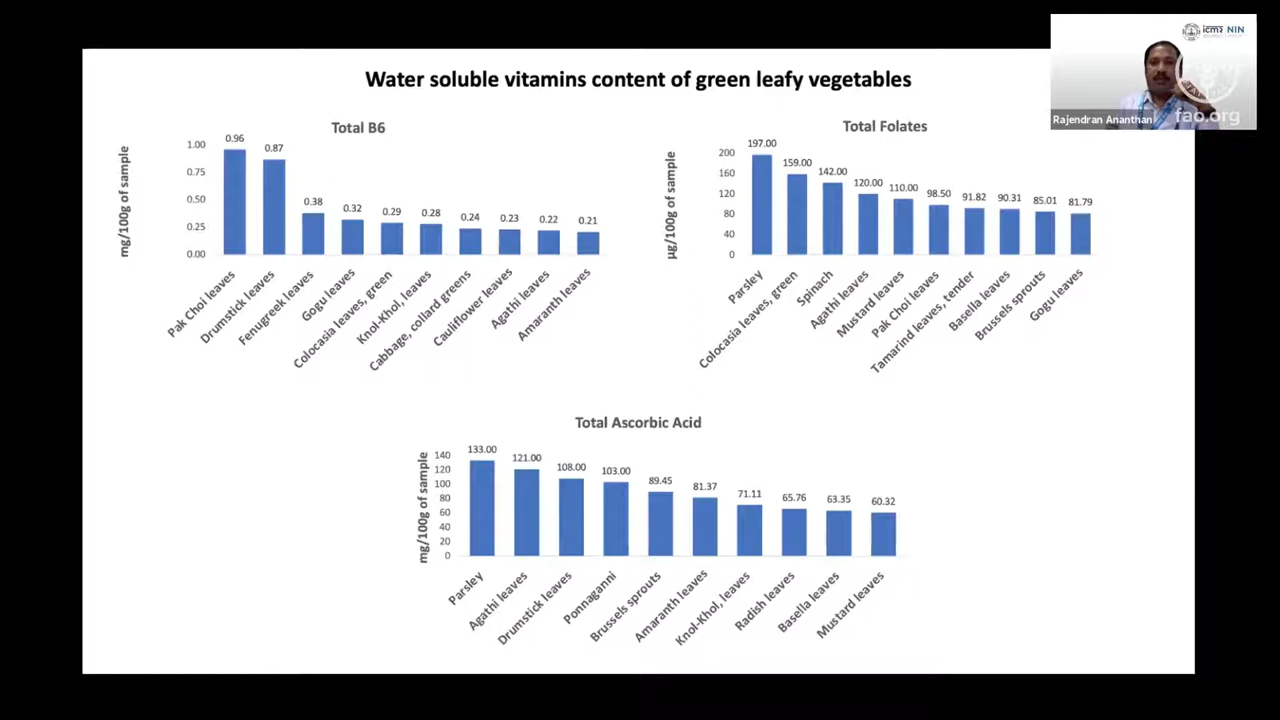 icmr NIN
Rajendran Ananthan
fao.org
Water soluble vitamins content of green leafy vegetables
Total B6
mg/100g of sample
1.00
0.75
0.50
0.25
0.00
0.96
0.87
0.38
0.32
0.29
0.28
0.24
0.23
0.22
0.21
Pak Choi leaves
Drumstick leaves
Fenugreek leaves
Gogu leaves
Colocasia leaves, green
Knol-Khol, leaves
Cabbage, collard greens
Cauliflower leaves
Agathi leaves
Amaranth leaves
Total Folates
µg/100g of sample
200
160
120
80
40
0
197.00
159.00
142.00
120.00
110.00
98.50
91.82
90.31
85.01
81.79
Parsley
Colocasia leaves, green
Spinach
Agathi leaves
Mustard leaves
Pak Choi leaves
Tamarind leaves, tender
Basella leaves
Brussels sprouts
Gogu leaves
Total Ascorbic Acid
mg/100g of sample
140
120
100
80
60
40
20
0
133.00
121.00
108.00
103.00
89.45
81.37
71.11
65.76
63.35
60.32
Parsley
Agathi leaves
Drumstick leaves
Ponnaganni
Brussels sprouts
Amaranth leaves
Knol-Khol, leaves
Radish leaves
Basella leaves
Mustard leaves